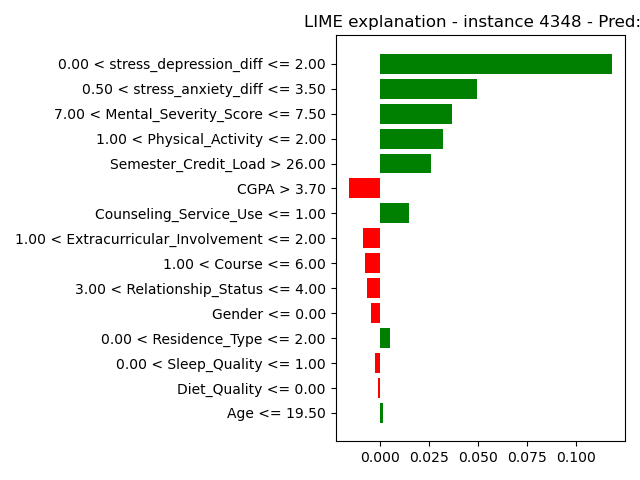 LIME explanation - instance 4348 - Pred:
0.00 < stress_depression_diff <= 2.00
0.50 < stress_anxiety_diff <= 3.50
7.00 < Mental_Severity_Score <= 7.50
1.00 < Physical_Activity <= 2.00
Semester_Credit_Load > 26.00
CGPA > 3.70
Counseling_Service_Use <= 1.00
1.00 < Extracurricular_Involvement <= 2.00
1.00 < Course <= 6.00
3.00 < Relationship_Status <= 4.00
Gender <= 0.00
0.00 < Residence_Type <= 2.00
0.00 < Sleep_Quality <= 1.00
Diet_Quality <= 0.00
Age <= 19.50
0.000 0.025 0.050 0.075 0.100